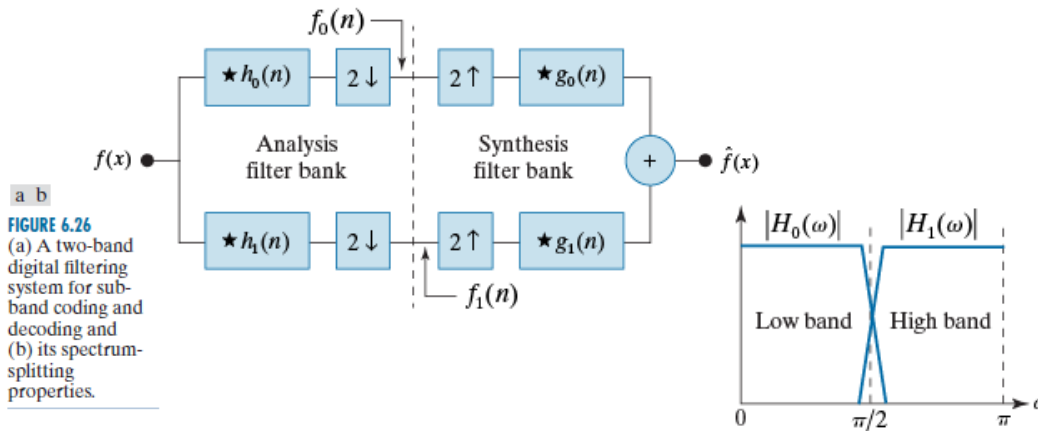 f₀(n)
★h₀(n)
2↓
2↑
★g₀(n)
f(x)
Analysis
filter bank
Synthesis
filter bank
+
f̂(x)
★h₁(n)
2↓
2↑
★g₁(n)
f₁(n)
a b
FIGURE 6.26
(a) A two-band
digital filtering
system for sub-
band coding and
decoding and
(b) its spectrum-
splitting
properties.
|H₀(ω)| |H₁(ω)|
Low band High band
0 π/2 π